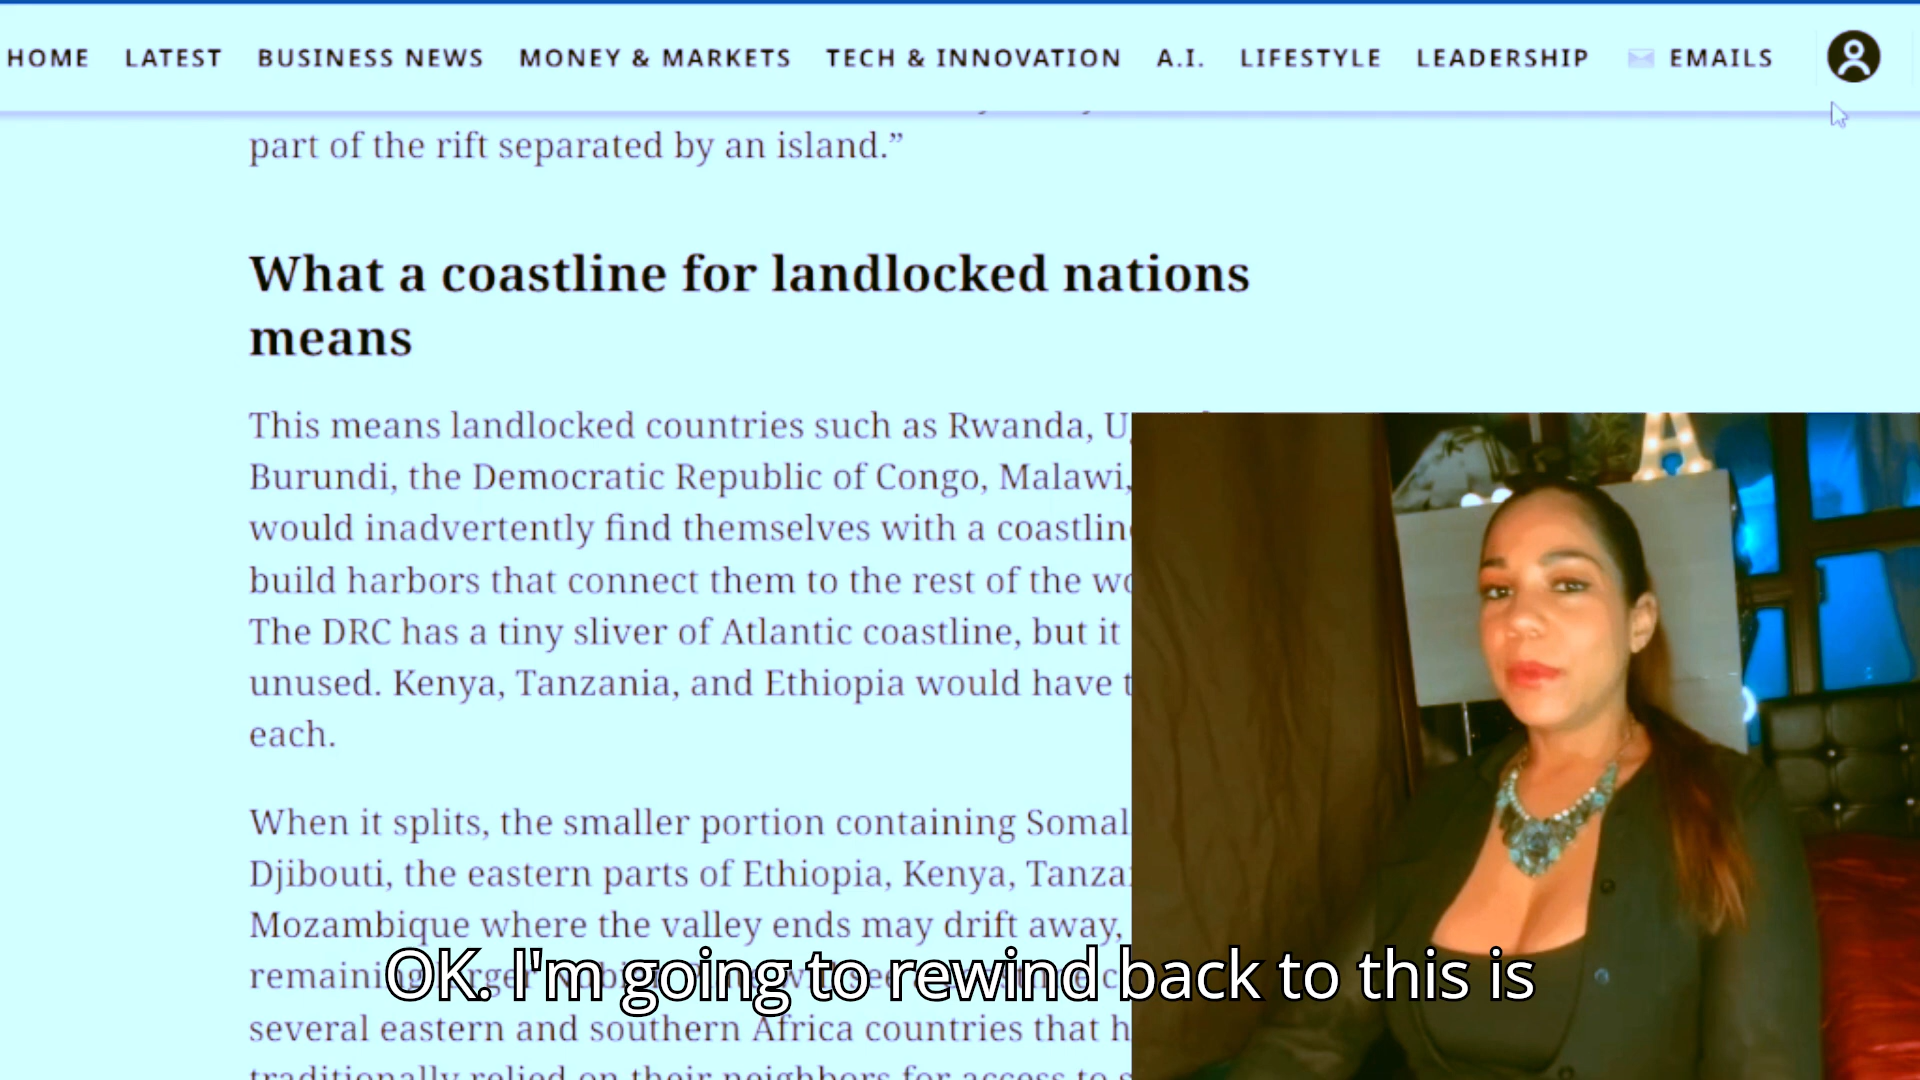 HOME LATEST BUSINESS NEWS MONEY & MARKETS TECH & INNOVATION A.I. LIFESTYLE LEADERSHIP EMAILS
part of the rift separated by an island.”
What a coastline for landlocked nations
means
This means landlocked countries such as Rwanda,
Burundi, the Democratic Republic of Congo, Malawi,
would inadvertently find themselves with a
build harbors that connect them to the rest of the
The DRC has a tiny sliver of Atlantic coastline, but it
unused. Kenya, Tanzania, and Ethiopia would have
each.
When it splits, the smaller portion containing
Djibouti, the eastern parts of Ethiopia, Kenya,
Mozambique where the valley ends may drift away,
OK. I'm going to rewind back to this is
several eastern and southern Africa countries that
traditionally relied on their neighbors for access to
A